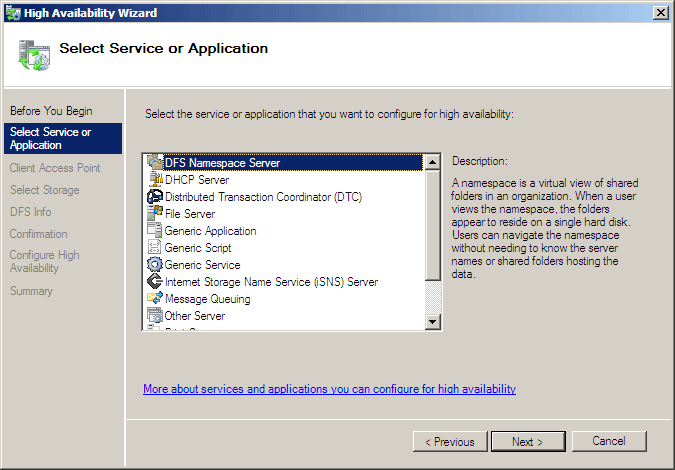 High Availability Wizard
Select Service or Application
Before You Begin
Select Service or
Application
Client Access Point
Select Storage
DFS Info
Confirmation
Configure High
Availability
Summary
Select the service or application that you want to configure for high availability:
DFS Namespace Server
DHCP Server
Distributed Transaction Coordinator (DTC)
File Server
Generic Application
Generic Script
Generic Service
Internet Storage Name Service (iSNS) Server
Message Queuing
Other Server
Description:
A namespace is a virtual view of shared
folders in an organization. When a user
views the namespace, the folders
appear to reside on a single hard disk.
Users can navigate the namespace
without needing to know the server
names or shared folders hosting the
data.
More about services and applications you can configure for high availability
< Previous
Next >
Cancel